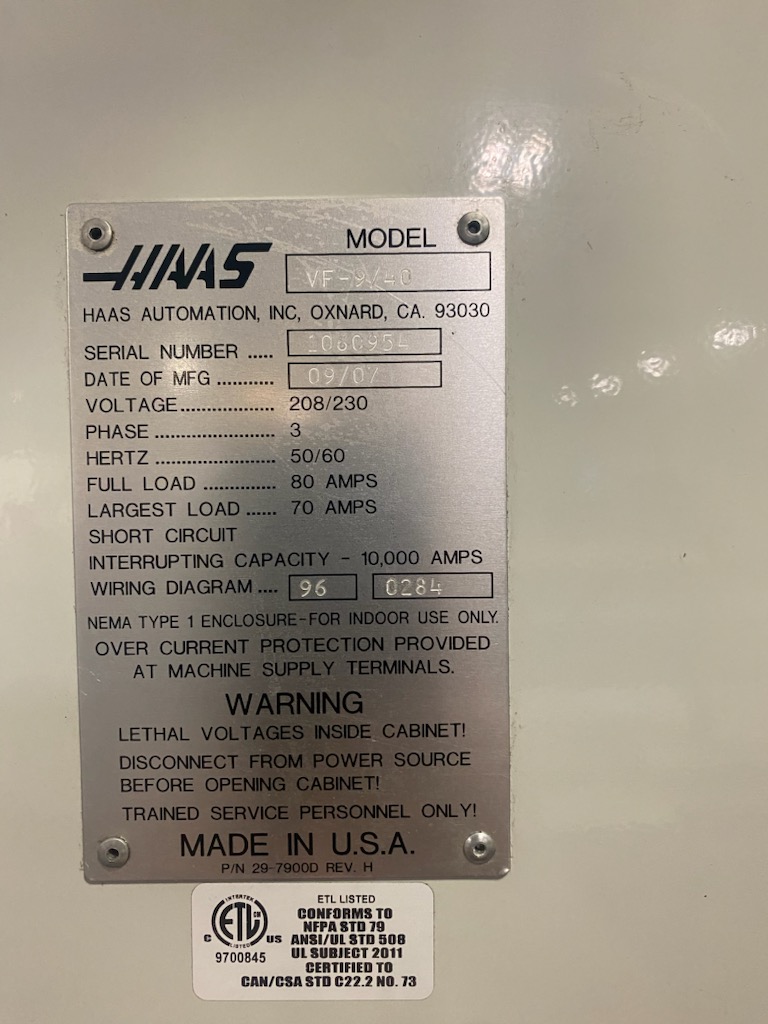 HAAS
MODEL
VF-9/40
HAAS AUTOMATION, INC, OXNARD, CA. 93030
SERIAL NUMBER ..... 1060954
DATE OF MFG ........... 09/07
VOLTAGE................... 208/230
PHASE ........................ 3
HERTZ ........................ 50/60
FULL LOAD .............. 80 AMPS
LARGEST LOAD ...... 70 AMPS
SHORT CIRCUIT
INTERRUPTING CAPACITY - 10,000 AMPS
WIRING DIAGRAM .... 96 0284
NEMA TYPE 1 ENCLOSURE-FOR INDOOR USE ONLY.
OVER CURRENT PROTECTION PROVIDED
AT MACHINE SUPPLY TERMINALS.
WARNING
LETHAL VOLTAGES INSIDE CABINET!
DISCONNECT FROM POWER SOURCE
BEFORE OPENING CABINET!
TRAINED SERVICE PERSONNEL ONLY!
MADE IN U.S.A.
P/N 29-7900D REV. H
INTERTEK
ETL CM
LISTED
C US
9700845
ETL LISTED
CONFORMS TO
NFPA STD 79
ANSI/UL STD 508
UL SUBJECT 2011
CERTIFIED TO
CAN/CSA STD C22.2 NO. 73